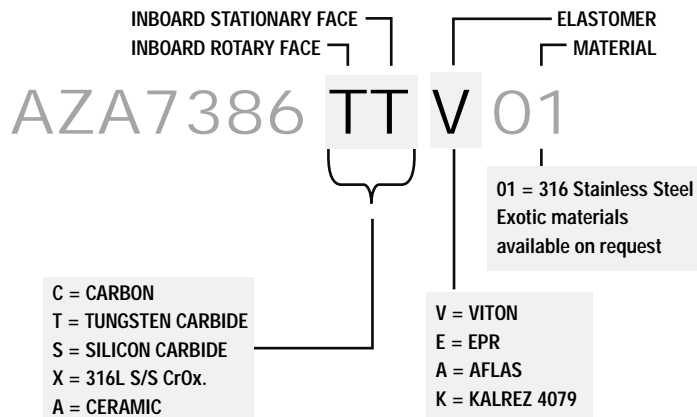 INBOARD STATIONARY FACE
ELASTOMER
INBOARD ROTARY FACE
MATERIAL
AZA7386 TT V 01
01 = 316 Stainless Steel
Exotic materials
available on request
C = CARBON
T = TUNGSTEN CARBIDE
S = SILICON CARBIDE
X = 316L S/S CrOx.
A = CERAMIC
V = VITON
E = EPR
A = AFLAS
K = KALREZ 4079